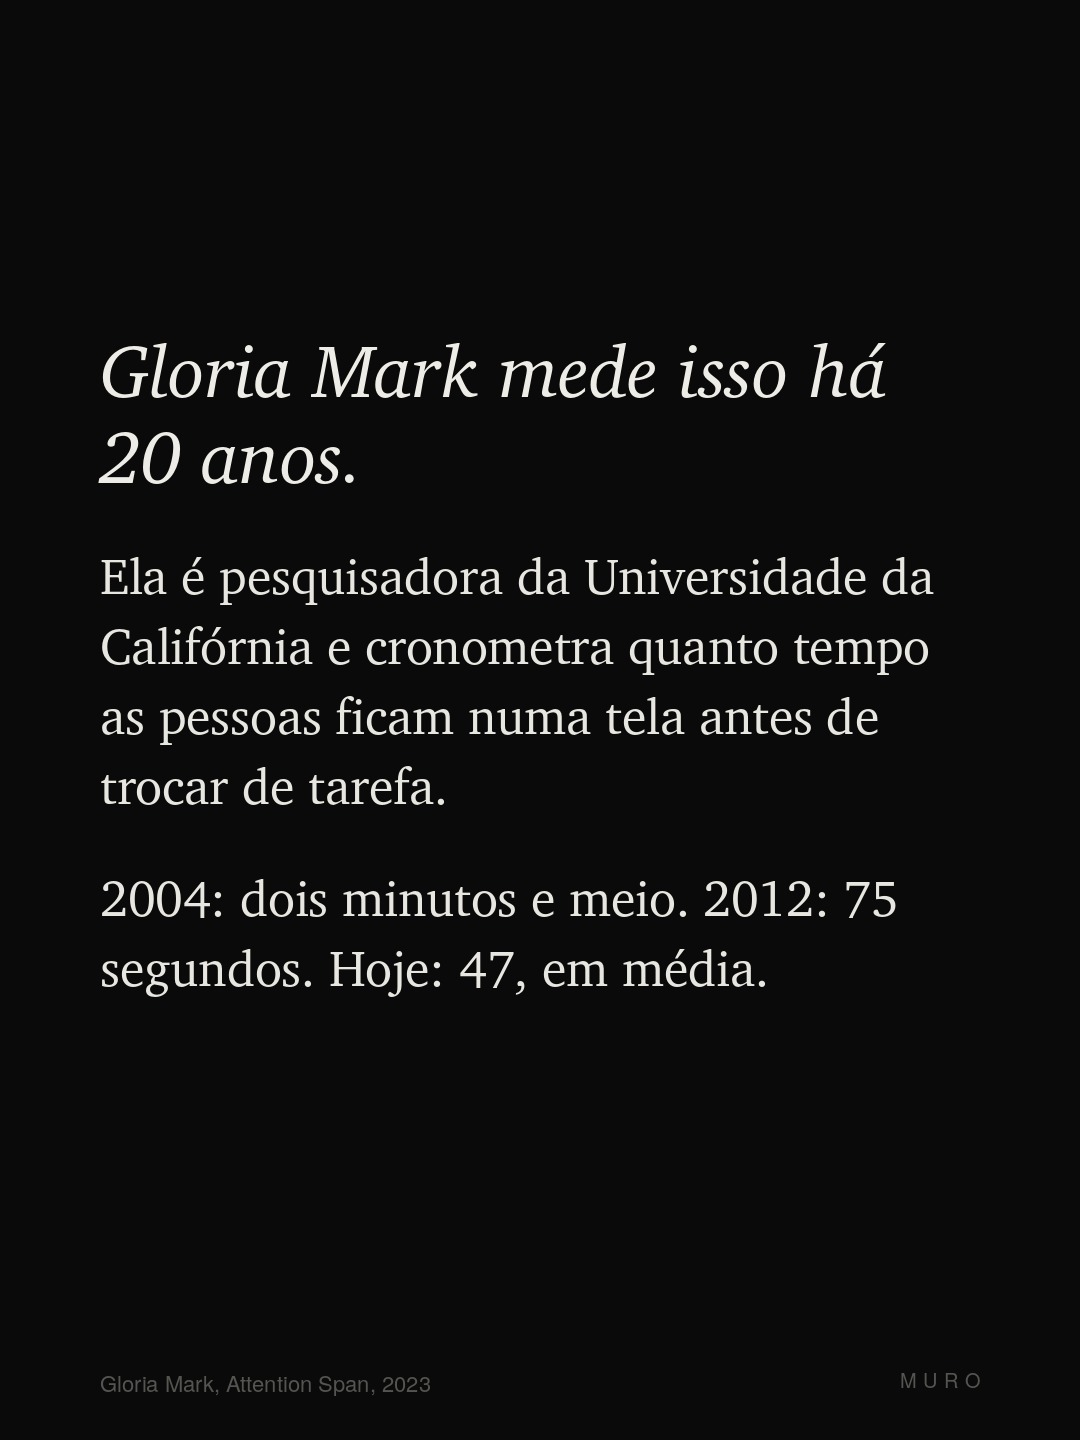 Gloria Mark mede isso há
20 anos.
Ela é pesquisadora da Universidade da
Califórnia e cronometra quanto tempo
as pessoas ficam numa tela antes de
trocar de tarefa.
2004: dois minutos e meio. 2012: 75
segundos. Hoje: 47, em média.
Gloria Mark, Attention Span, 2023
MURO